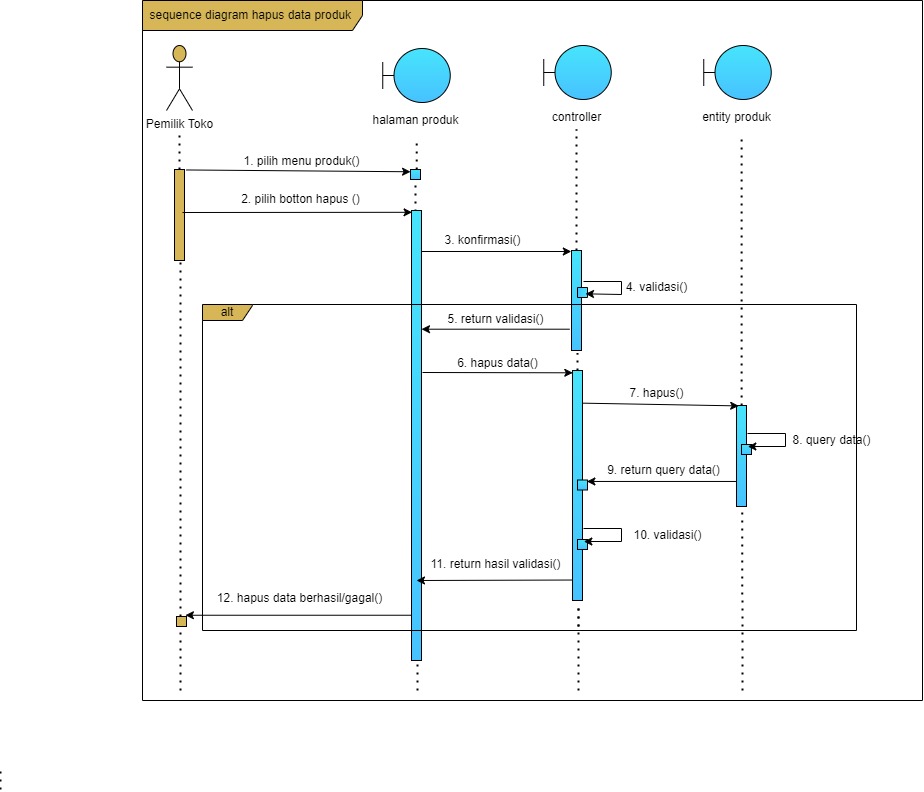 sequence diagram hapus data produk
Pemilik Toko
halaman produk
controller
entity produk
1. pilih menu produk()
2. pilih botton hapus ()
3. konfirmasi()
4. validasi()
alt
5. return validasi()
6. hapus data()
7. hapus()
8. query data()
9. return query data()
10. validasi()
11. return hasil validasi()
12. hapus data berhasil/gagal()